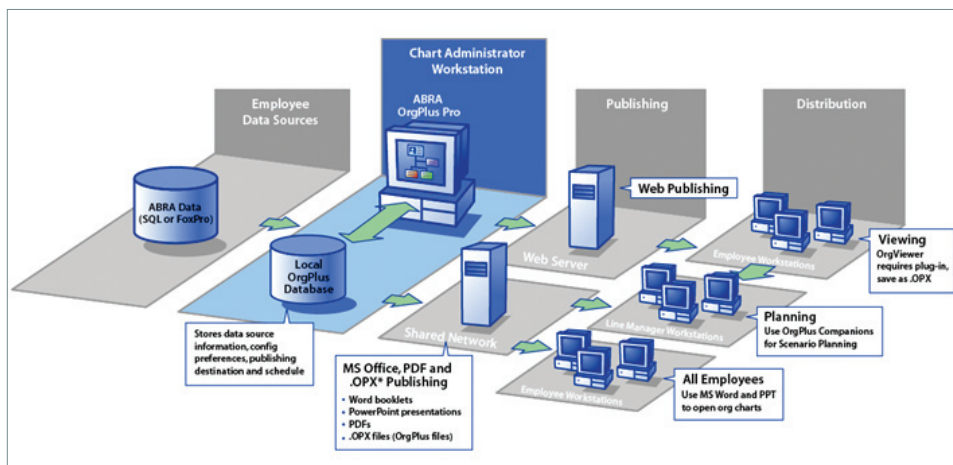 Employee
Data Sources
Chart Administrator
Workstation
ABRA
OrgPlus Pro
Publishing
Distribution
ABRA Data
(SQL or FoxPro)
Local
OrgPlus
Database
Stores data source
information, config
preferences, publishing
destination and schedule
Web Publishing
Web Server
Shared Network
MS Office, PDF and
.OPX* Publishing
• Word booklets
• PowerPoint presentations
• PDFs
• .OPX files (OrgPlus files)
Employee Workstations
Viewing
OrgViewer
requires plug-in,
save as .OPX
Line Manager Workstations
Planning
Use OrgPlus Companions
for Scenario Planning
Employee Workstations
All Employees
Use MS Word and PPT
to open org charts